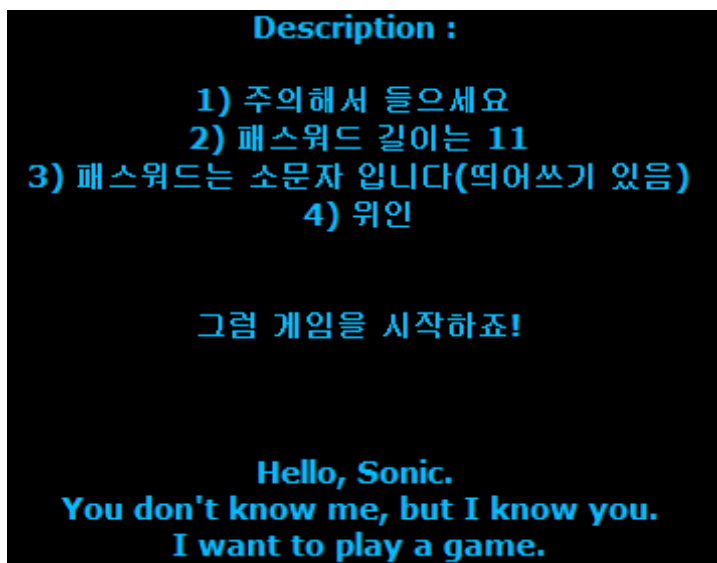 Description :
1) 주의해서 들으세요
2) 패스워드 길이는 11
3) 패스워드는 소문자 입니다(띄어쓰기 있음)
4) 위인
그럼 게임을 시작하죠!
Hello, Sonic.
You don't know me, but I know you.
I want to play a game.